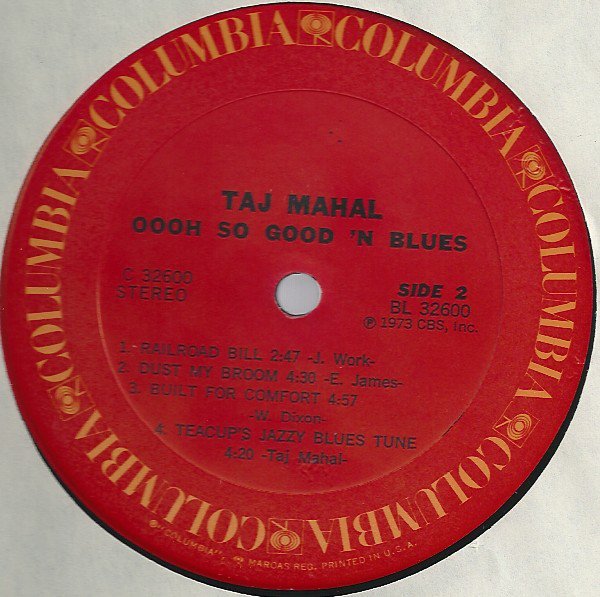 COLUMBIA COLUMBIA COLUMBIA COLUMBIA COLUMBIA COLUMBIA COLUMBIA
TAJ MAHAL
OOOH SO GOOD 'N BLUES
C 32600
STEREO
SIDE 2
BL 32600
℗ 1973 CBS, Inc.
1. RAILROAD BILL 2:47 -J. Work-
2. DUST MY BROOM 4:30 -E. James-
3. BUILT FOR COMFORT 4:57
-W. Dixon-
4. TEACUP'S JAZZY BLUES TUNE
4:20 -Taj Mahal-
"COLUMBIA", MARCAS REG. PRINTED IN U.S.A.